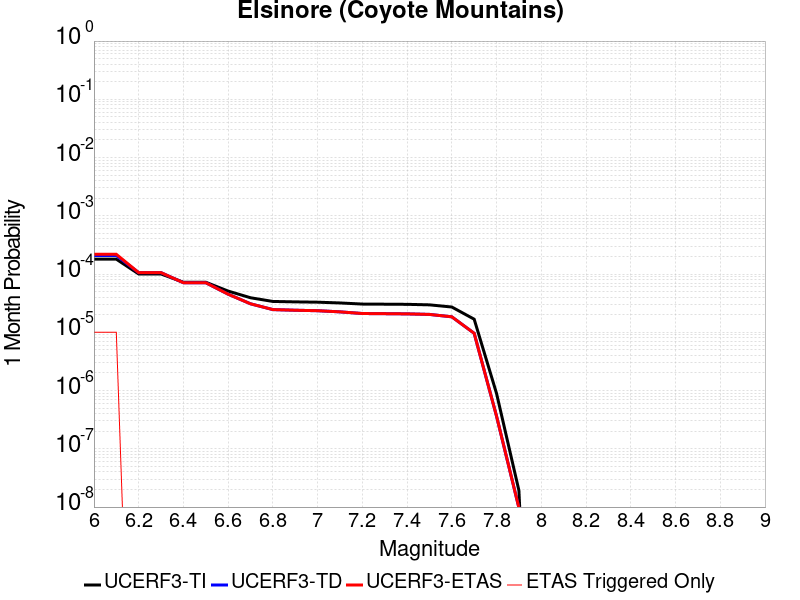 Elsinore (Coyote Mountains)
10^0
10^-1
10^-2
10^-3
10^-4
10^-5
10^-6
10^-7
10^-8
1 Month Probability
6 6.2 6.4 6.6 6.8 7 7.2 7.4 7.6 7.8 8 8.2 8.4 8.6 8.8 9
Magnitude
UCERF3-TI UCERF3-TD UCERF3-ETAS ETAS Triggered Only